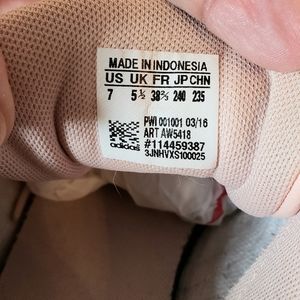 MADE IN INDONESIA
US UK FR JP CHN
7 5½ 38⅔ 240 235
PWI 001001 03/16
ART AW5418
#114459387
3JNHVXS100025
adidas